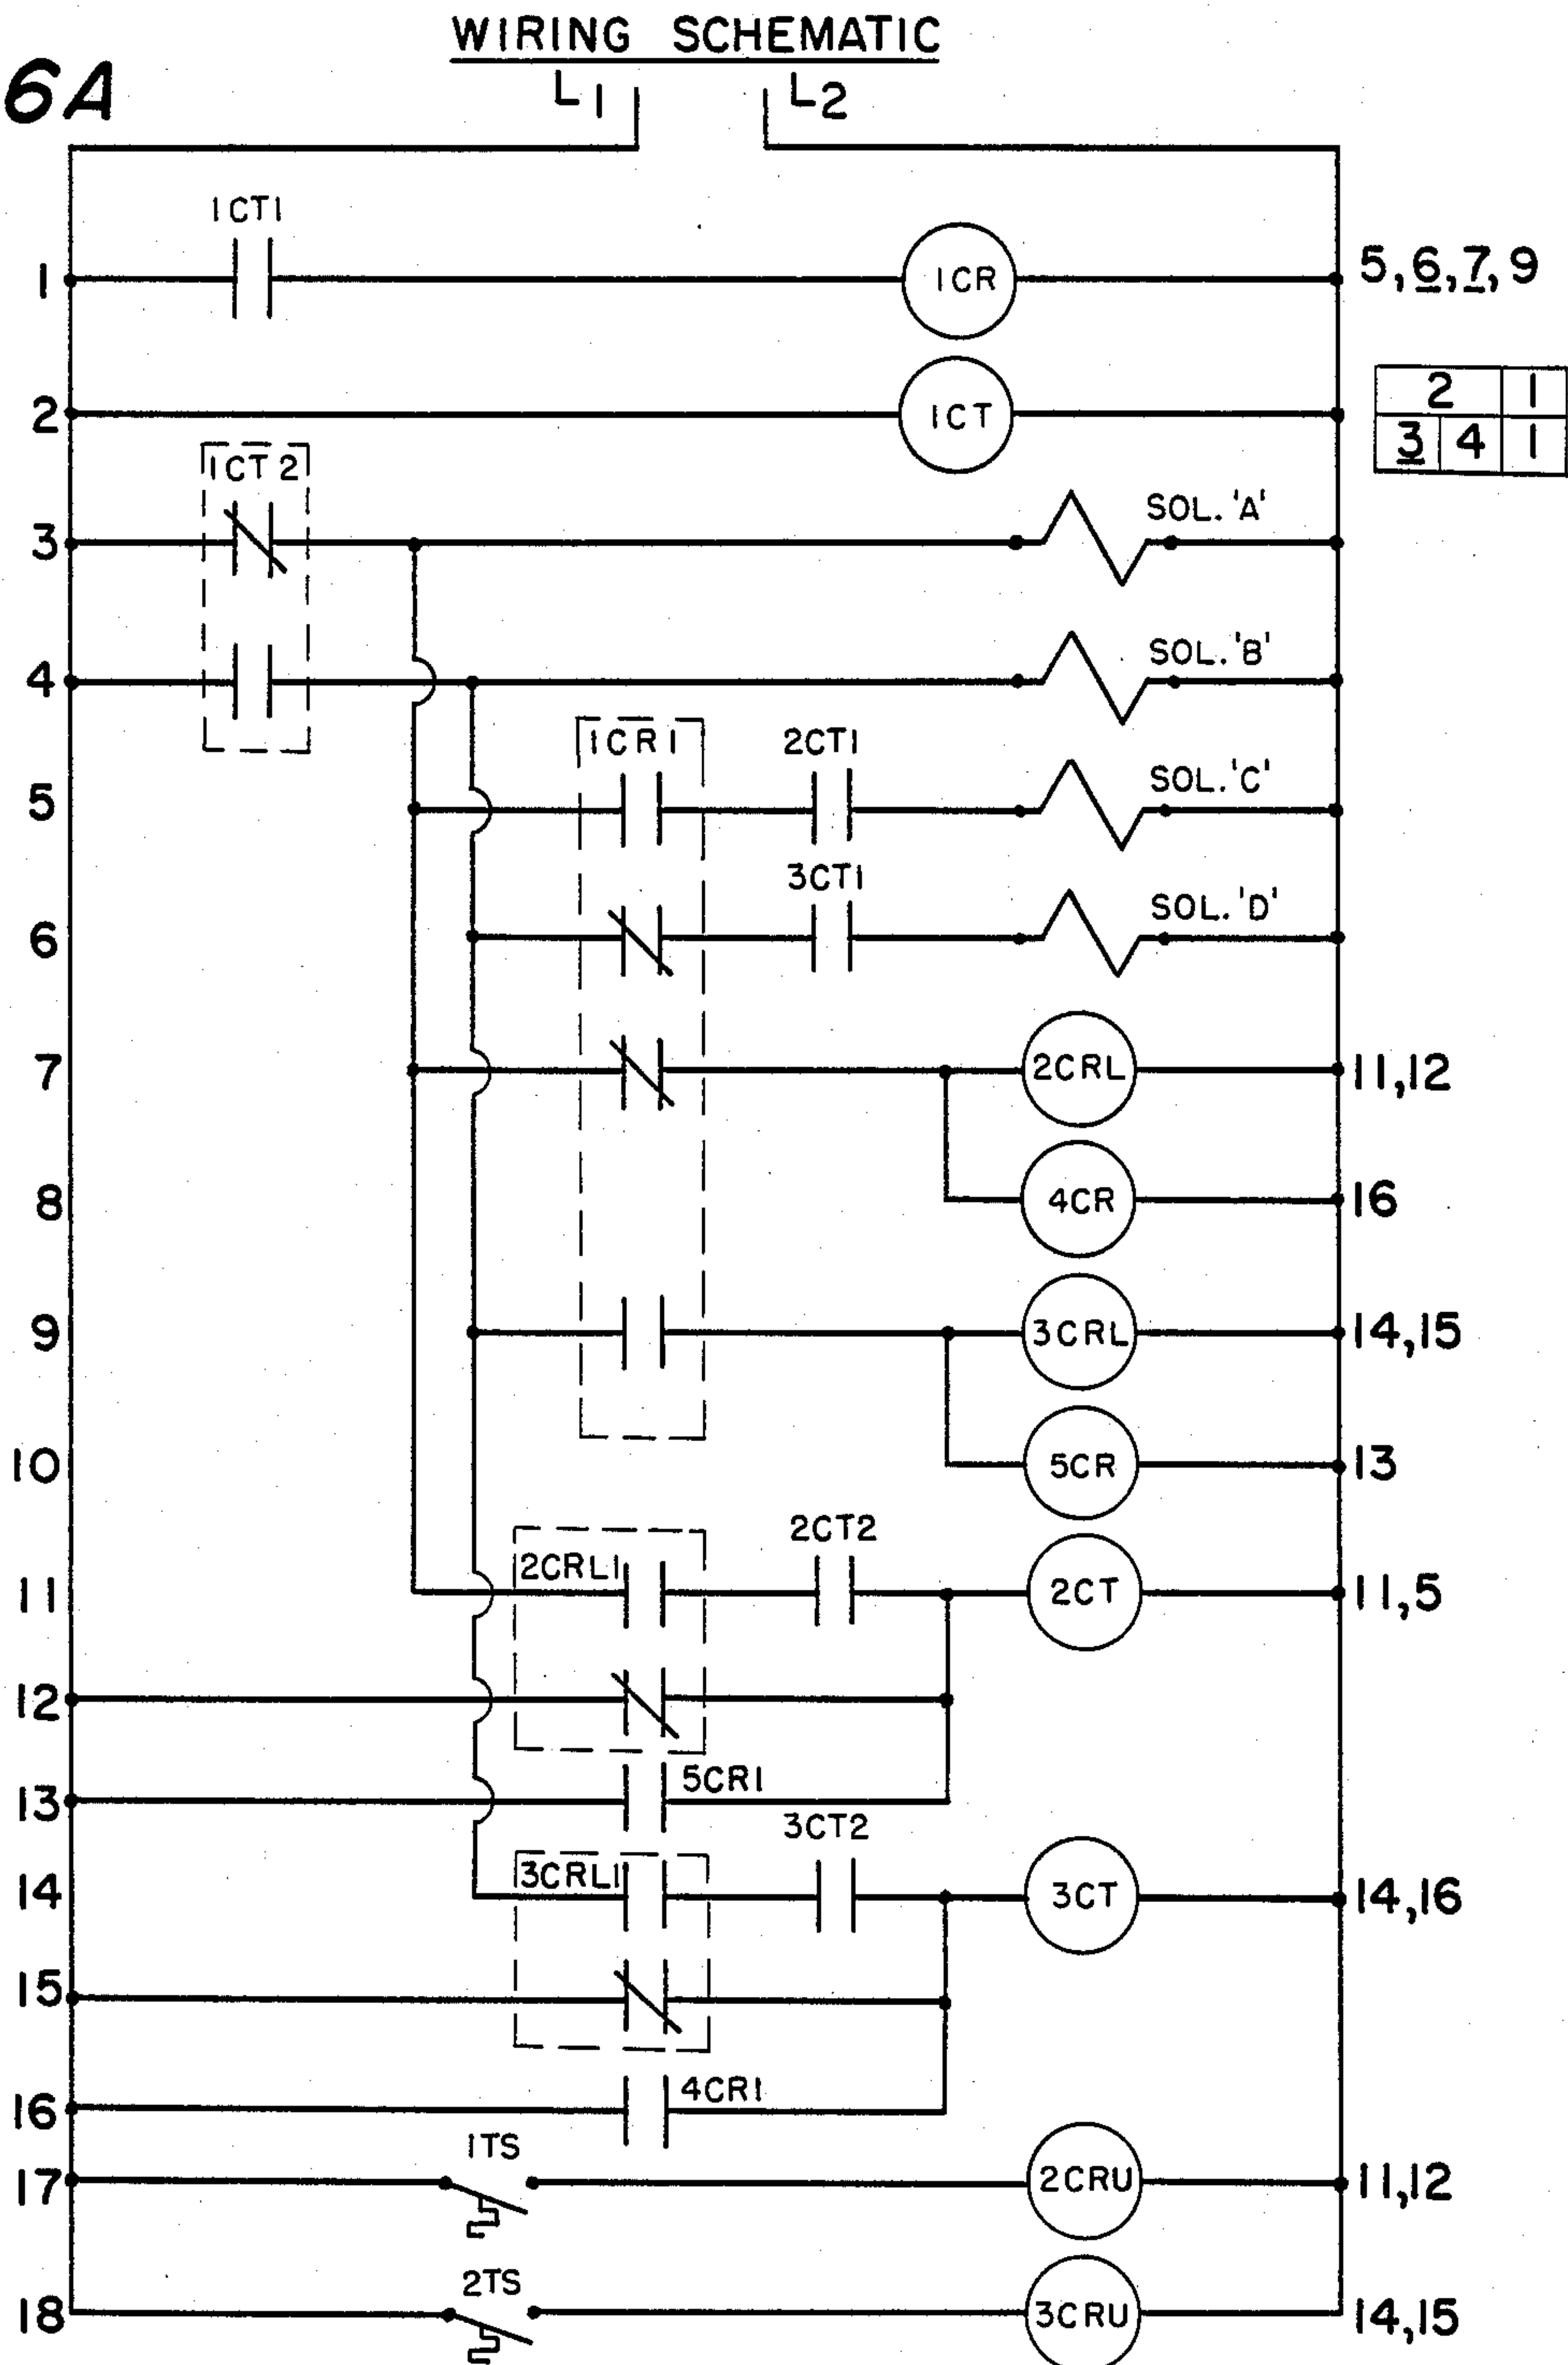 WIRING SCHEMATIC
6A
L1 L2
1CT1
1 1CR 5,6,7,9
2 1CT
2 1
3 4 1
1CT2
3 SOL. 'A'
4 SOL. 'B'
1CR1 2CT1
5 SOL. 'C'
3CT1
6 SOL. 'D'
7 2CRL 11,12
8 4CR 16
9 3CRL 14,15
10 5CR 13
2CT2
11 2CRL1 2CT 11,5
12
13 5CR1
3CT2
14 3CRL1 3CT 14,16
15
16 4CR1
1TS
17 2CRU 11,12
2TS
18 3CRU 14,15